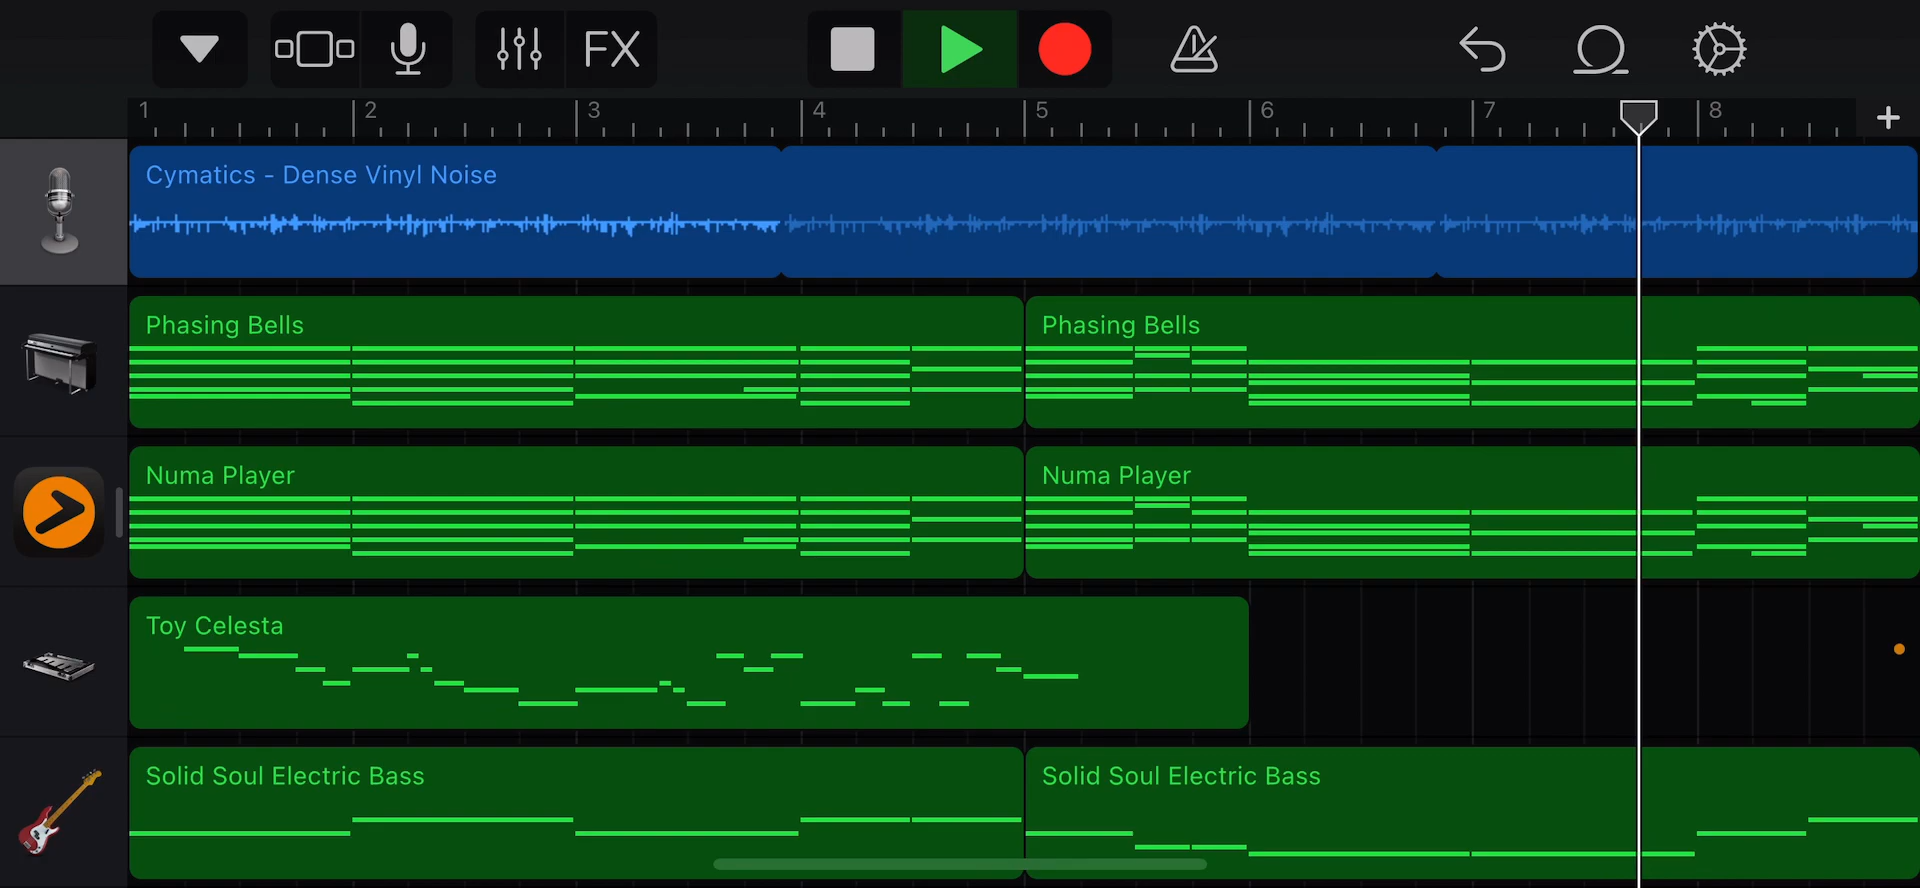 FX
1 2 3 4 5 6 7 8
Cymatics - Dense Vinyl Noise
Phasing Bells Phasing Bells
Numa Player Numa Player
Toy Celesta
Solid Soul Electric Bass Solid Soul Electric Bass